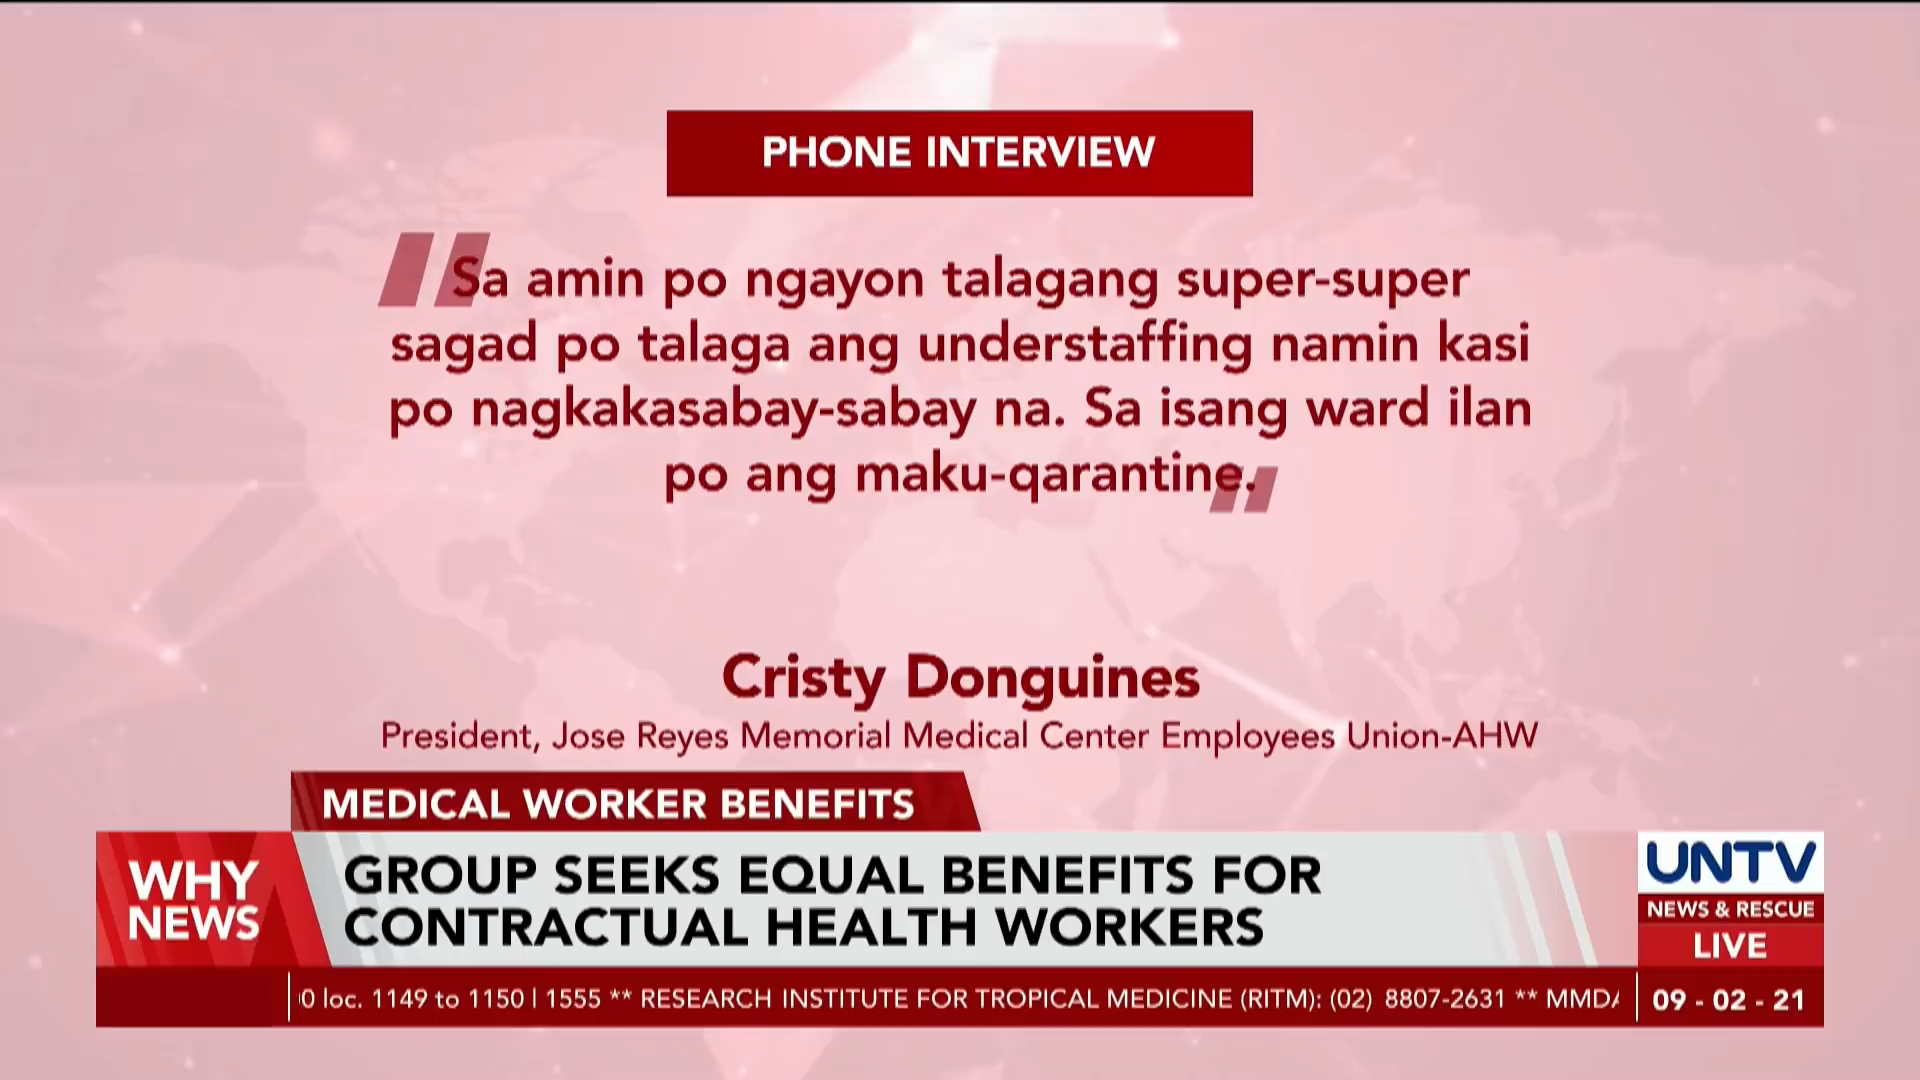 PHONE INTERVIEW
Sa amin po ngayon talagang super-super
sagad po talaga ang understaffing namin kasi
po nagkakasabay-sabay na. Sa isang ward ilan
po ang maku-qarantine.
Cristy Donguines
President, Jose Reyes Memorial Medical Center Employees Union-AHW
MEDICAL WORKER BENEFITS
WHY
NEWS
GROUP SEEKS EQUAL BENEFITS FOR
CONTRACTUAL HEALTH WORKERS
UNTV
NEWS & RESCUE
LIVE
0 loc. 1149 to 1150 | 1555 ** RESEARCH INSTITUTE FOR TROPICAL MEDICINE (RITM): (02) 8807-2631 ** MMDA
09 - 02 - 21